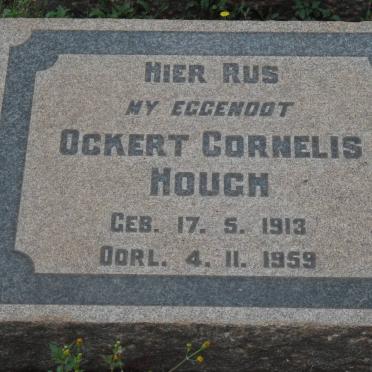 HIER RUS
MY EGGENOOT
OCKERT CORNELIS
HOUGH
GEB. 17. 5. 1913
OORL. 4. 11. 1959